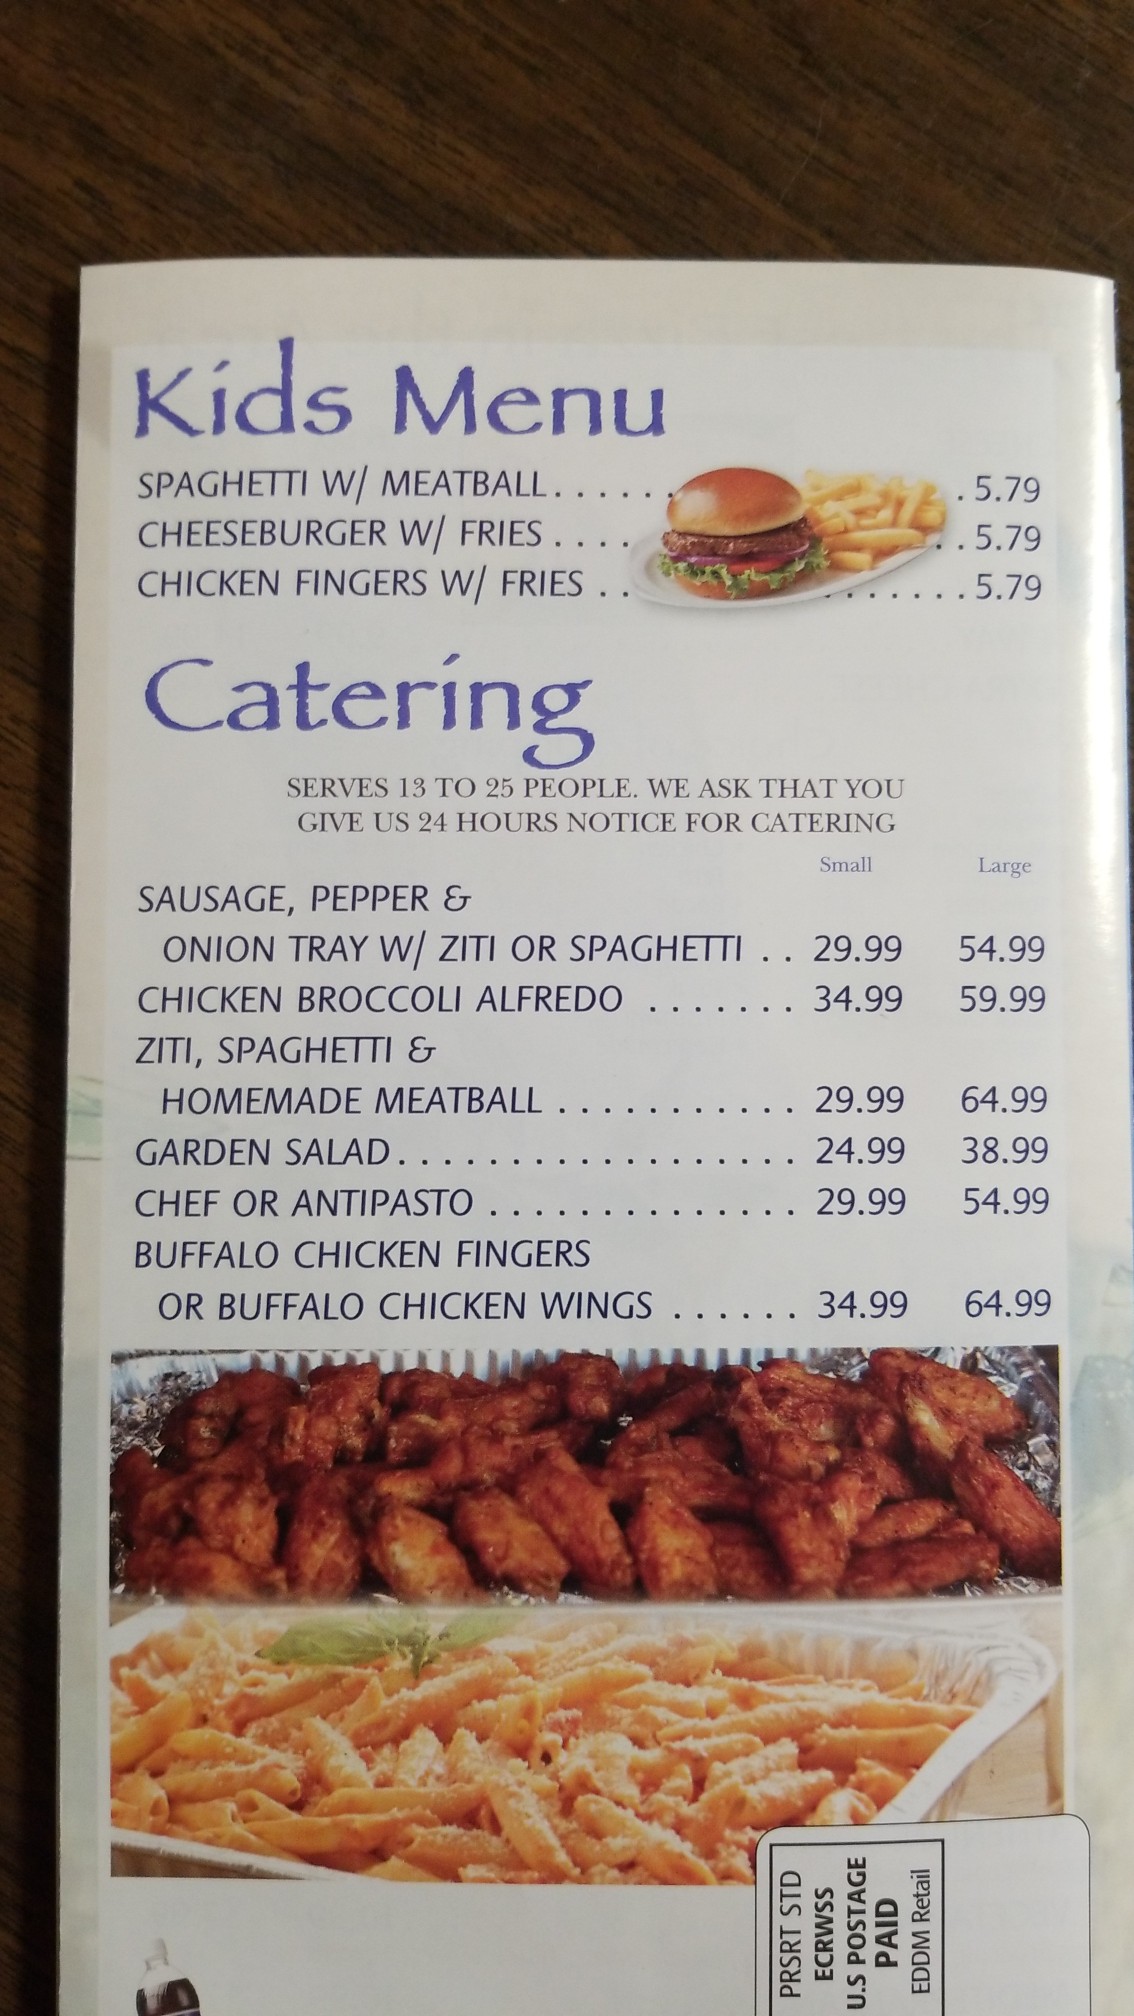 Kids Menu
SPAGHETTI W/ MEATBALL. . . . . . . 5.79
CHEESEBURGER W/ FRIES . . . . . . 5.79
CHICKEN FINGERS W/ FRIES . . . . . . . . . 5.79
Catering
SERVES 13 TO 25 PEOPLE. WE ASK THAT YOU
GIVE US 24 HOURS NOTICE FOR CATERING
Small Large
SAUSAGE, PEPPER &
ONION TRAY W/ ZITI OR SPAGHETTI . . 29.99 54.99
CHICKEN BROCCOLI ALFREDO . . . . . . . 34.99 59.99
ZITI, SPAGHETTI &
HOMEMADE MEATBALL . . . . . . . . . . . 29.99 64.99
GARDEN SALAD. . . . . . . . . . . . . . . . . . 24.99 38.99
CHEF OR ANTIPASTO . . . . . . . . . . . . . . 29.99 54.99
BUFFALO CHICKEN FINGERS
OR BUFFALO CHICKEN WINGS . . . . . . 34.99 64.99
PRSRT STD
ECRWSS
U.S POSTAGE
PAID
EDDM Retail